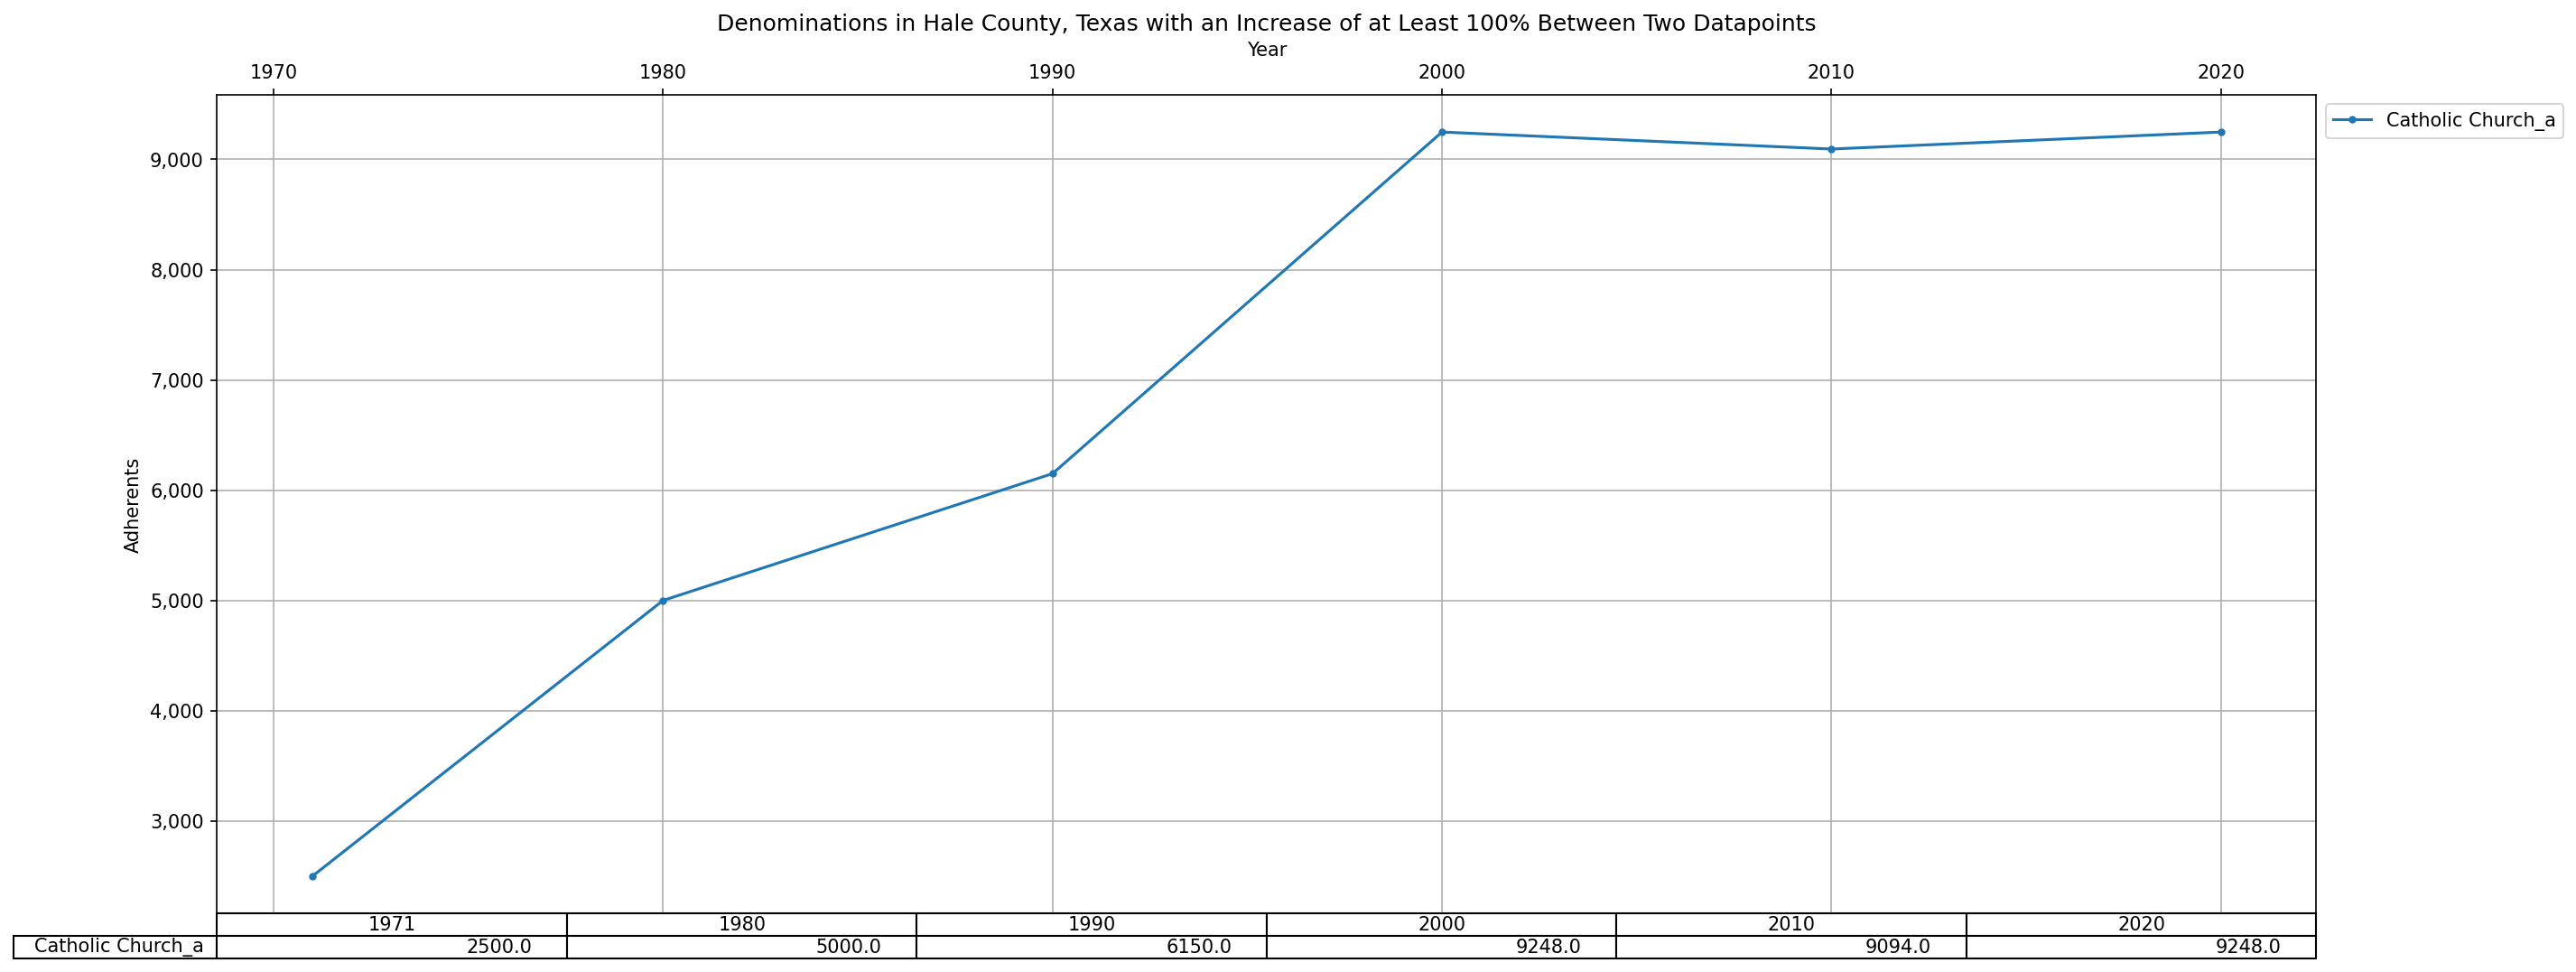 Denominations in Hale County, Texas with an Increase of at Least 100% Between Two Datapoints
Year
1970 1980 1990 2000 2010 2020
Catholic Church_a
9,000
8,000
7,000
6,000
Adherents
5,000
4,000
3,000
1971 1980 1990 2000 2010 2020
Catholic Church_a 2500.0 5000.0 6150.0 9248.0 9094.0 9248.0